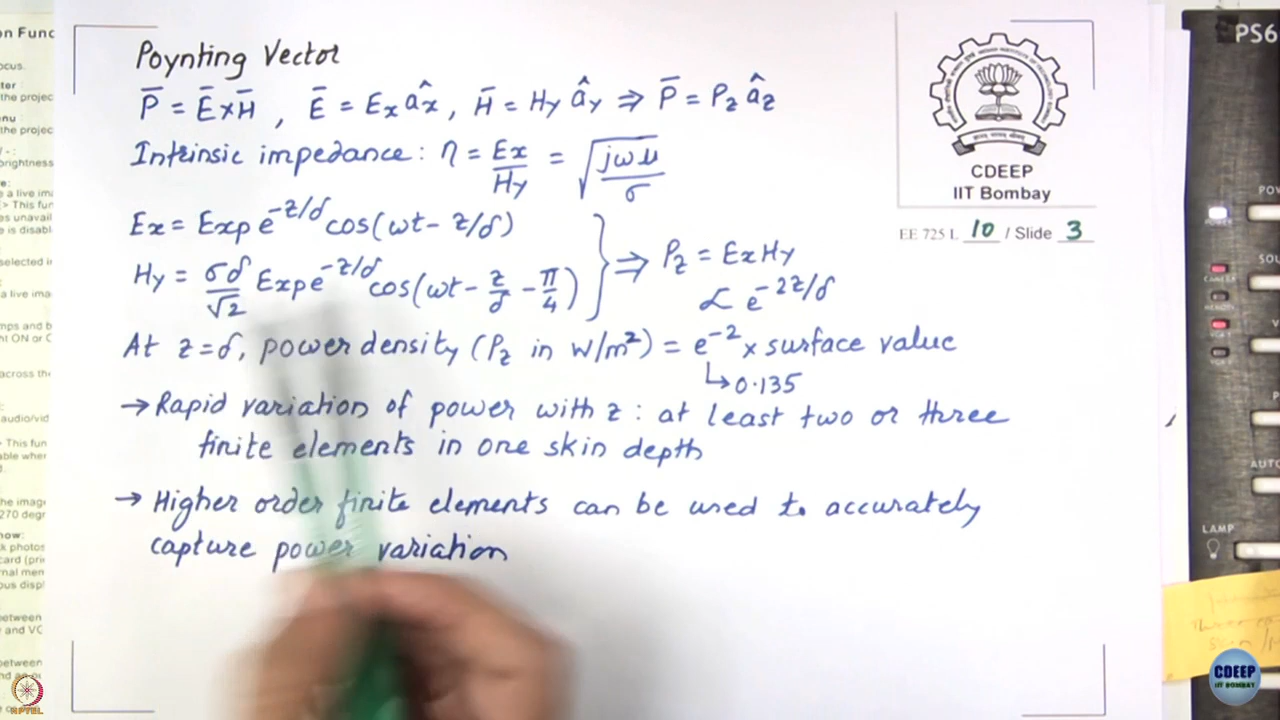 Poynting Vector
P̄ = Ē × H̄ , Ē = Ex âx , H̄ = Hy ây ⇒ P̄ = Pz âz
Intrinsic impedance: η = Ex/Hy = √(jωμ/σ)
Ex = Exp e^(-z/δ) cos(ωt - z/δ)
Hy = σδ/√2 Exp e^(-z/δ) cos(ωt - z/δ - π/4)
} ⇒ Pz = Ex Hy
∝ e^(-2z/δ)
At z = δ, power density (Pz in W/m²) = e^(-2) × surface value
↳ 0.135
→ Rapid variation of power with z : at least two or three
finite elements in one skin depth
→ Higher order finite elements can be used to accurately
capture power variation
CDEEP
IIT Bombay
EE 725 L 10 / Slide 3
PS6
LAMP
CDEEP
IIT BOMBAY
NPTEL